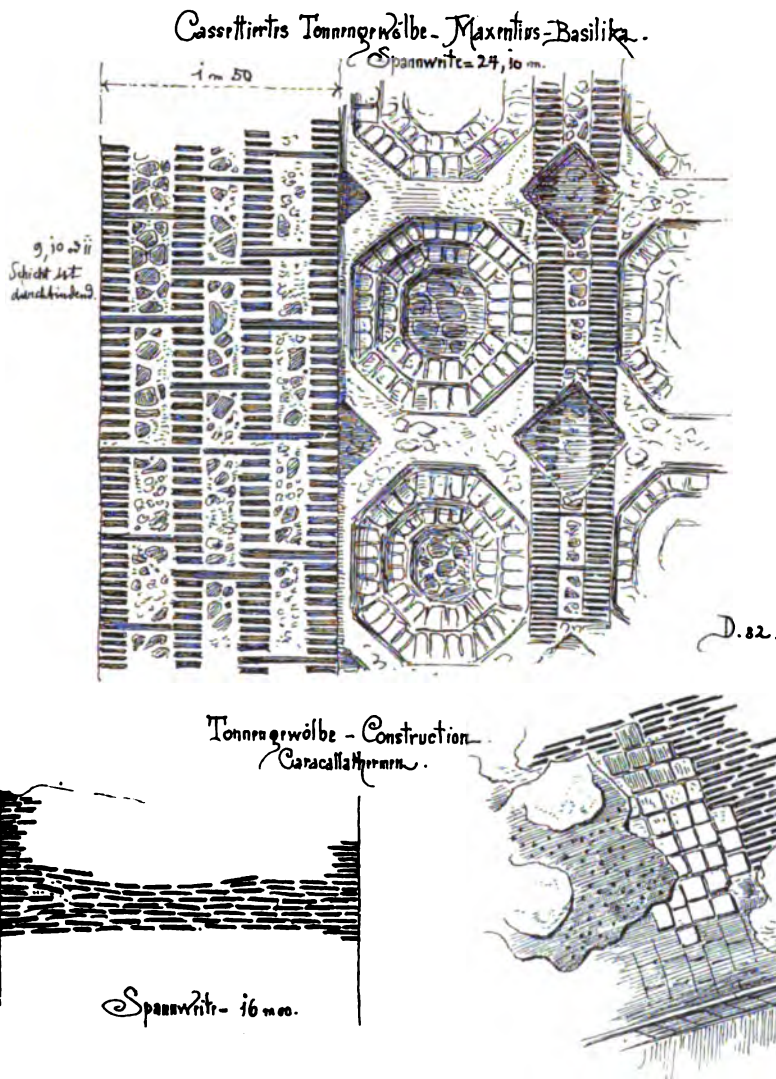 Cassettiertes Tonnengewölbe - Maxentius-Basilika.
Spannweite = 24,10 m.
1 m 50
9, 10 u 11
Schicht ist
durchbindend.
D. 82.
Tonnengewölbe - Construction
Caracallathermen.
Spannweite - 16 m 00.